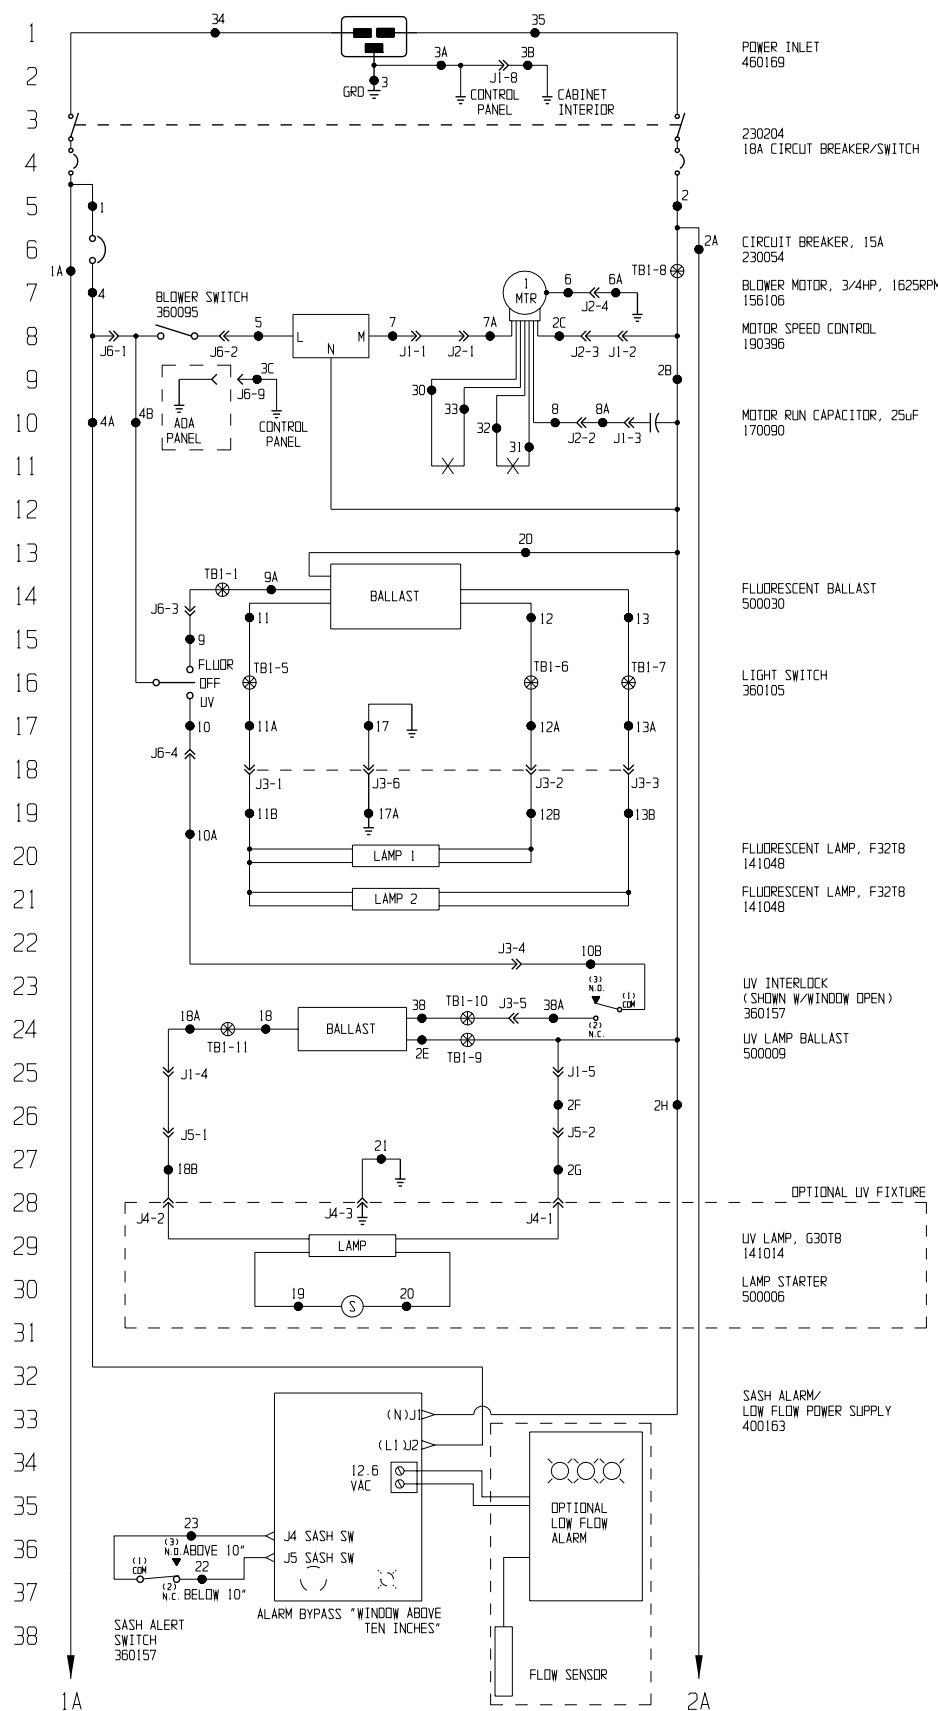 1
34
35
POWER INLET
460169
2
3A
3B
J1-8
3
GRD
CONTROL
PANEL
CABINET
INTERIOR
3
230204
18A CIRCUT BREAKER/SWITCH
4
5
1
2
6
2A
CIRCUIT BREAKER, 15A
230054
1A
TB1-8
7
4
BLOWER SWITCH
360095
1
MTR
6
6A
J2-4
BLOWER MOTOR, 3/4HP, 1625RPM
156106
8
J6-1
J6-2
5
L
M
N
7
J1-1
J2-1
7A
2C
J2-3
J1-2
MOTOR SPEED CONTROL
190396
9
3C
J6-9
30
2B
10
4A
4B
ADA
PANEL
CONTROL
PANEL
33
32
31
8
J2-2
8A
J1-3
MOTOR RUN CAPACITOR, 25uF
170090
11
12
13
2D
14
TB1-1
9A
BALLAST
FLUORESCENT BALLAST
500030
J6-3
11
12
13
15
9
16
FLUOR
OFF
UV
TB1-5
TB1-6
TB1-7
LIGHT SWITCH
360105
17
10
11A
17
12A
13A
J6-4
18
J3-1
J3-6
J3-2
J3-3
19
11B
17A
12B
13B
10A
20
LAMP 1
FLUORESCENT LAMP, F32T8
141048
21
LAMP 2
FLUORESCENT LAMP, F32T8
141048
22
J3-4
10B
23
(3)
N.O.
(1)
COM
(2)
N.C.
UV INTERLOCK
(SHOWN W/WINDOW OPEN)
360157
38
TB1-10
J3-5
38A
24
18A
TB1-11
18
BALLAST
2E
TB1-9
UV LAMP BALLAST
500009
25
J1-4
J1-5
26
2F
2H
J5-1
J5-2
27
18B
21
2G
28
OPTIONAL UV FIXTURE
J4-2
J4-3
J4-1
29
LAMP
UV LAMP, G30T8
141014
30
19
S
20
LAMP STARTER
500006
31
32
33
(N)J1
SASH ALARM/
LOW FLOW POWER SUPPLY
400163
34
(L1)J2
12.6
VAC
35
OPTIONAL
LOW FLOW
ALARM
36
23
(3)
N.O. ABOVE 10"
J4 SASH SW
(1)
COM
22
J5 SASH SW
37
(2)
N.C. BELOW 10"
ALARM BYPASS
"WINDOW ABOVE
TEN INCHES"
38
SASH ALERT
SWITCH
360157
FLOW SENSOR
1A
2A